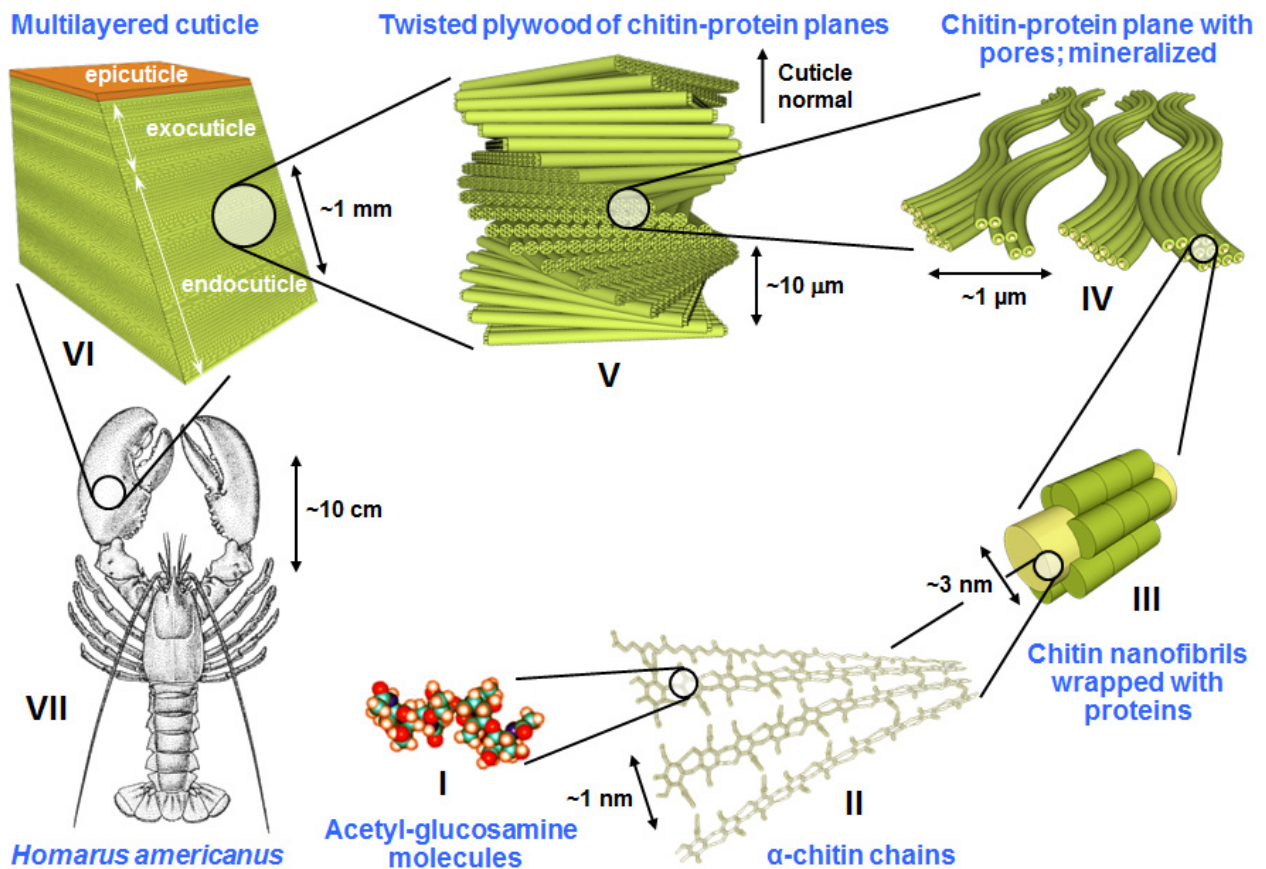 Multilayered cuticle
epicuticle
exocuticle
endocuticle
~1 mm
VI
Twisted plywood of chitin-protein planes
Cuticle
normal
~10 μm
V
Chitin-protein plane with
pores; mineralized
~1 μm
IV
~3 nm
III
Chitin nanofibrils
wrapped with
proteins
~1 nm
II
α-chitin chains
I
Acetyl-glucosamine
molecules
~10 cm
VII
Homarus americanus